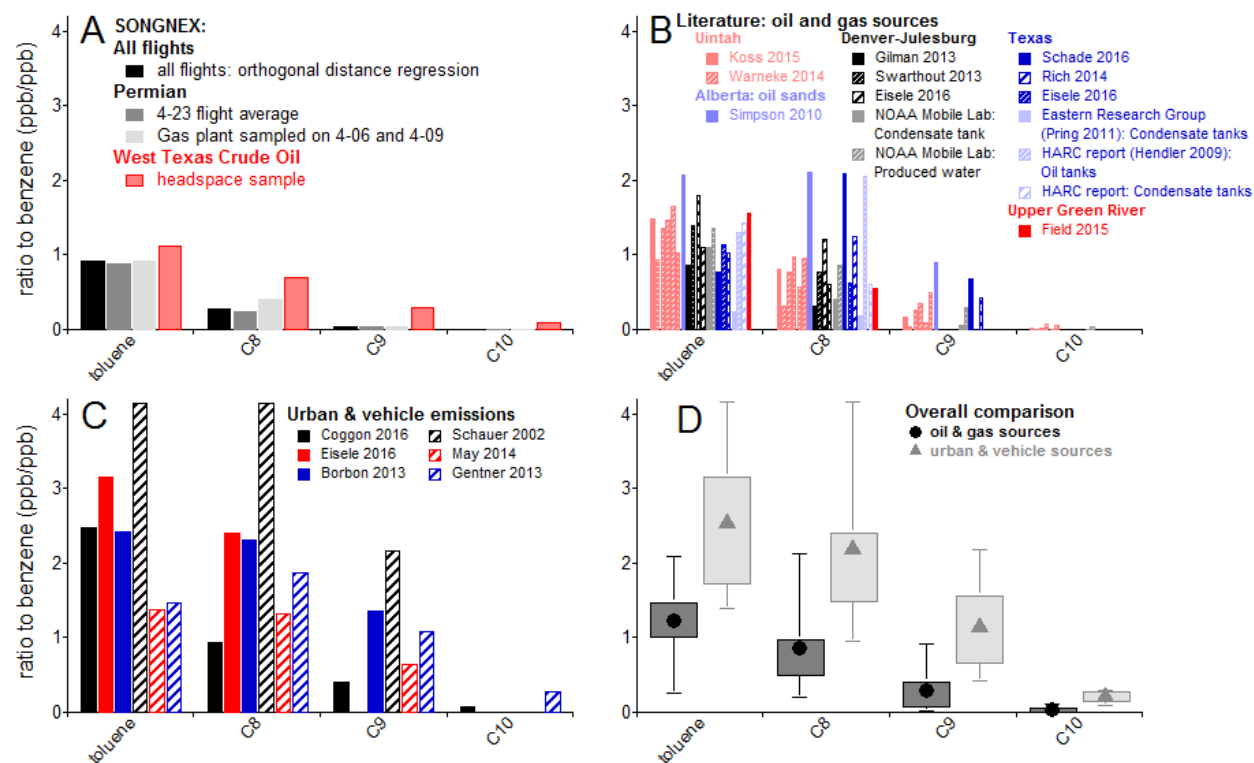 A
SONGNEX:
All flights
all flights: orthogonal distance regression
Permian
4-23 flight average
Gas plant sampled on 4-06 and 4-09
West Texas Crude Oil
headspace sample
ratio to benzene (ppb/ppb)
4
3
2
1
0
toluene
C8
C9
C10
B
Literature: oil and gas sources
Uintah
Koss 2015
Warneke 2014
Alberta: oil sands
Simpson 2010
Denver-Julesburg
Gilman 2013
Swarthout 2013
Eisele 2016
NOAA Mobile Lab:
Condensate tank
NOAA Mobile Lab:
Produced water
Texas
Schade 2016
Rich 2014
Eisele 2016
Eastern Research Group
(Pring 2011): Condensate tanks
HARC report (Hendler 2009):
Oil tanks
HARC report: Condensate tanks
Upper Green River
Field 2015
4
3
2
1
0
toluene
C8
C9
C10
C
Urban & vehicle emissions
Coggon 2016
Eisele 2016
Borbon 2013
Schauer 2002
May 2014
Gentner 2013
ratio to benzene (ppb/ppb)
4
3
2
1
0
toluene
C8
C9
C10
D
Overall comparison
oil & gas sources
urban & vehicle sources
4
3
2
1
0
toluene
C8
C9
C10